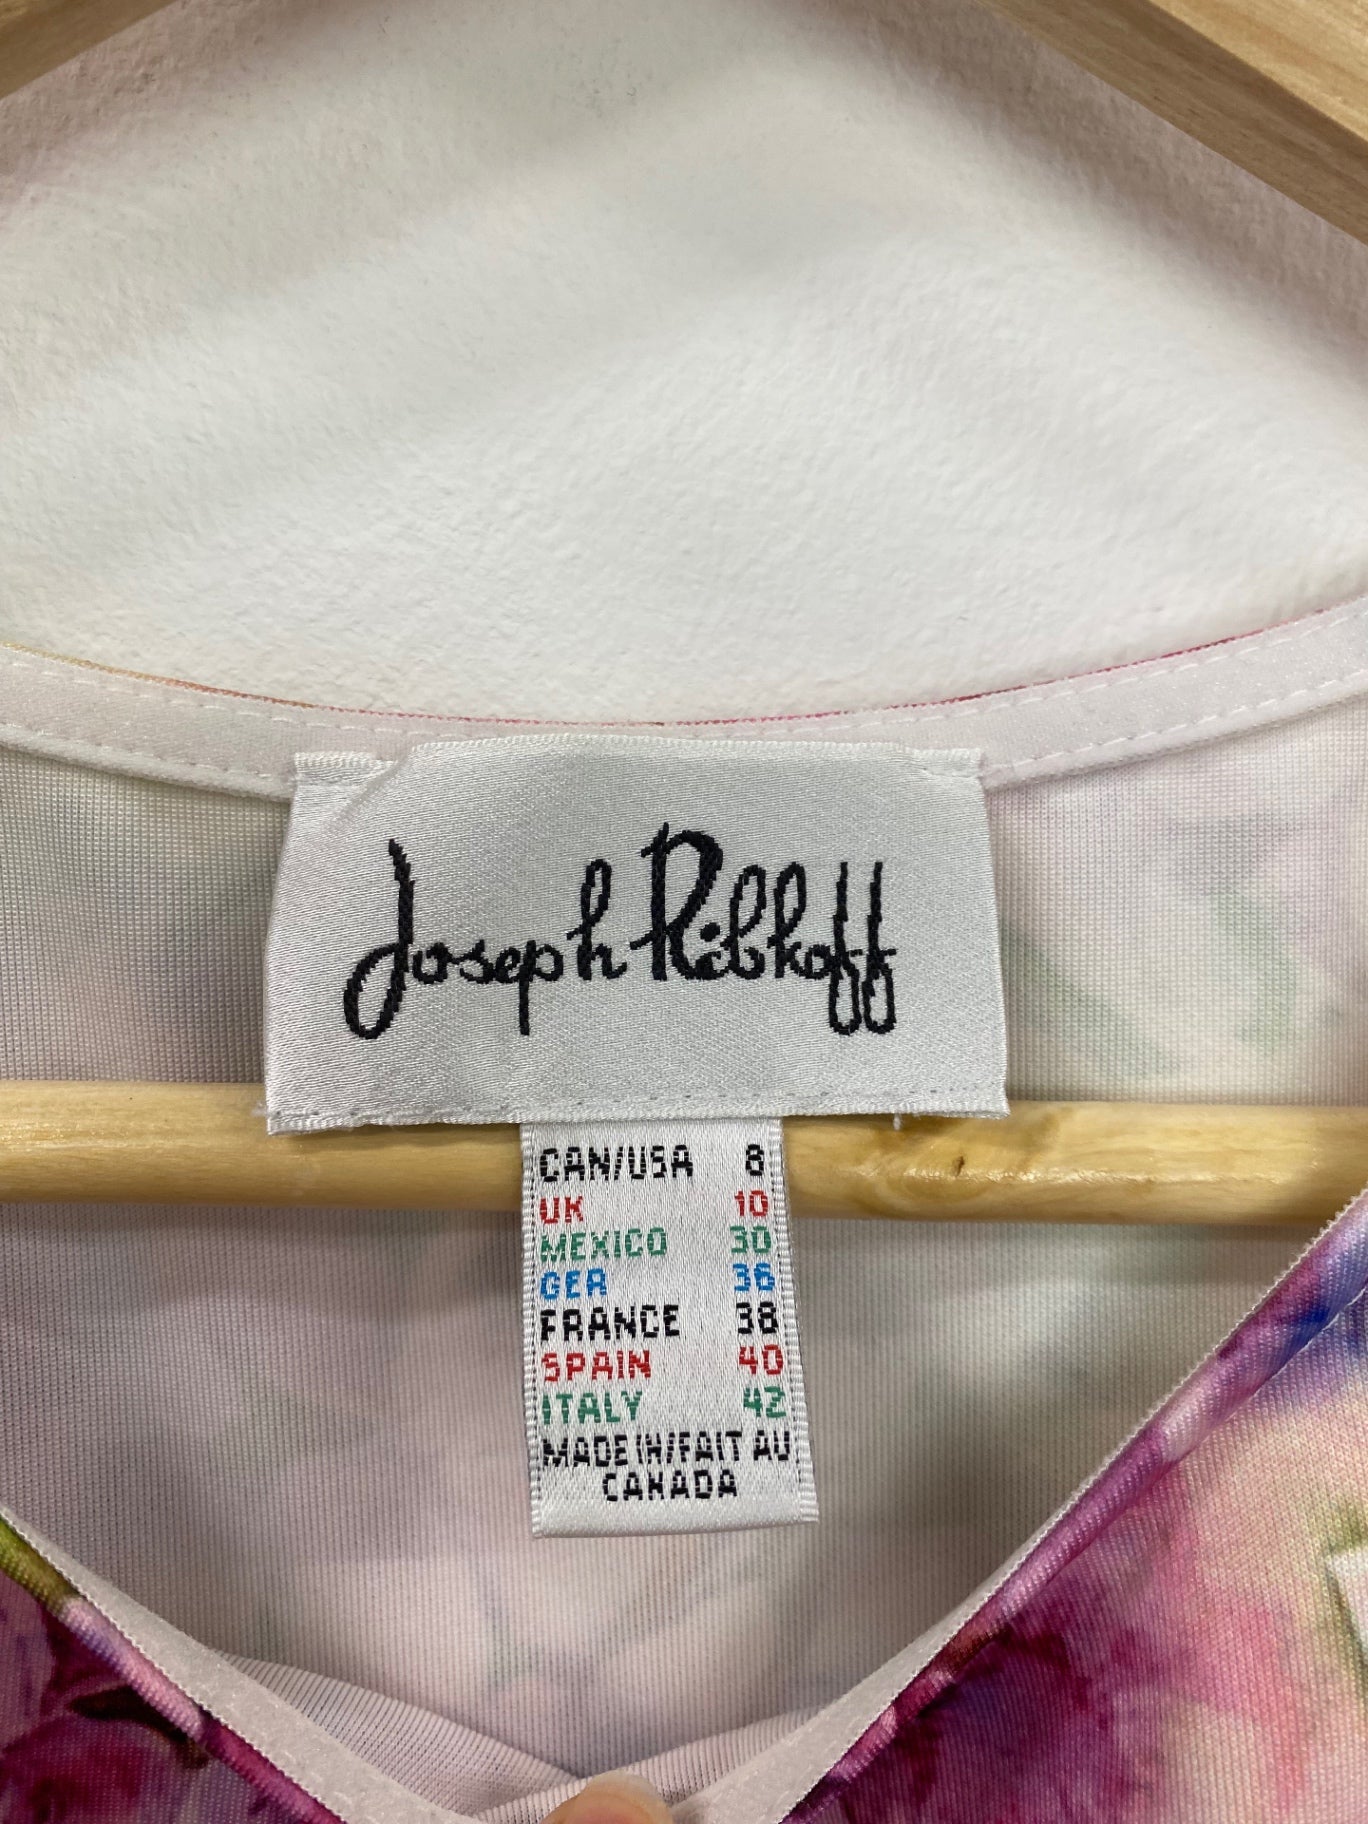 Joseph Ribkoff
CAN/USA 8
UK 10
MEXICO 30
GER 36
FRANCE 38
SPAIN 40
ITALY 42
MADE IN/FAIT AU
CANADA